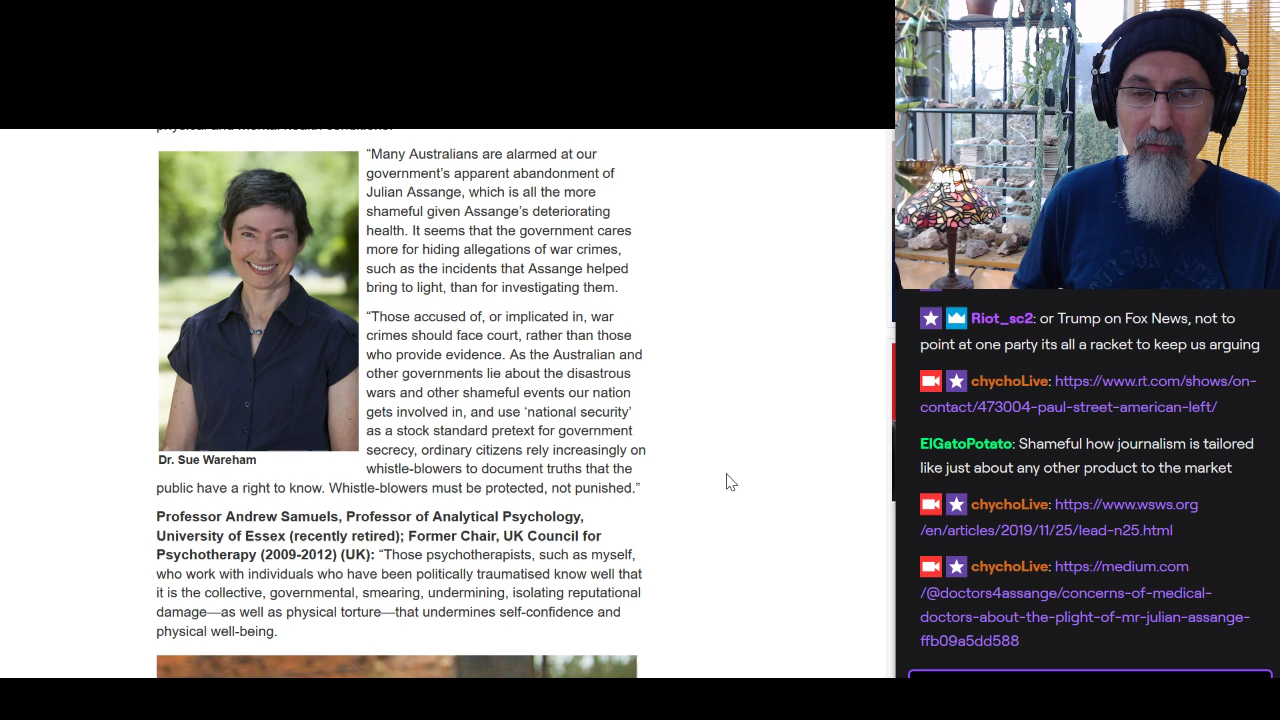 physical and mental health conditions.
“Many Australians are alarmed at our
government’s apparent abandonment of
Julian Assange, which is all the more
shameful given Assange’s deteriorating
health. It seems that the government cares
more for hiding allegations of war crimes,
such as the incidents that Assange helped
bring to light, than for investigating them.
“Those accused of, or implicated in, war
crimes should face court, rather than those
who provide evidence. As the Australian and
other governments lie about the disastrous
wars and other shameful events our nation
gets involved in, and use ‘national security’
as a stock standard pretext for government
secrecy, ordinary citizens rely increasingly on
whistle-blowers to document truths that the
public have a right to know. Whistle-blowers must be protected, not punished.”
Dr. Sue Wareham
Professor Andrew Samuels, Professor of Analytical Psychology,
University of Essex (recently retired); Former Chair, UK Council for
Psychotherapy (2009-2012) (UK): “Those psychotherapists, such as myself,
who work with individuals who have been politically traumatised know well that
it is the collective, governmental, smearing, undermining, isolating reputational
damage—as well as physical torture—that undermines self-confidence and
physical well-being.
Riot_sc2: or Trump on Fox News, not to
point at one party its all a racket to keep us arguing
chychoLive: https://www.rt.com/shows/on-
contact/473004-paul-street-american-left/
ElGatoPotato: Shameful how journalism is tailored
like just about any other product to the market
chychoLive: https://www.wsws.org
/en/articles/2019/11/25/lead-n25.html
chychoLive: https://medium.com
/@doctors4assange/concerns-of-medical-
doctors-about-the-plight-of-mr-julian-assange-
ffb09a5dd588